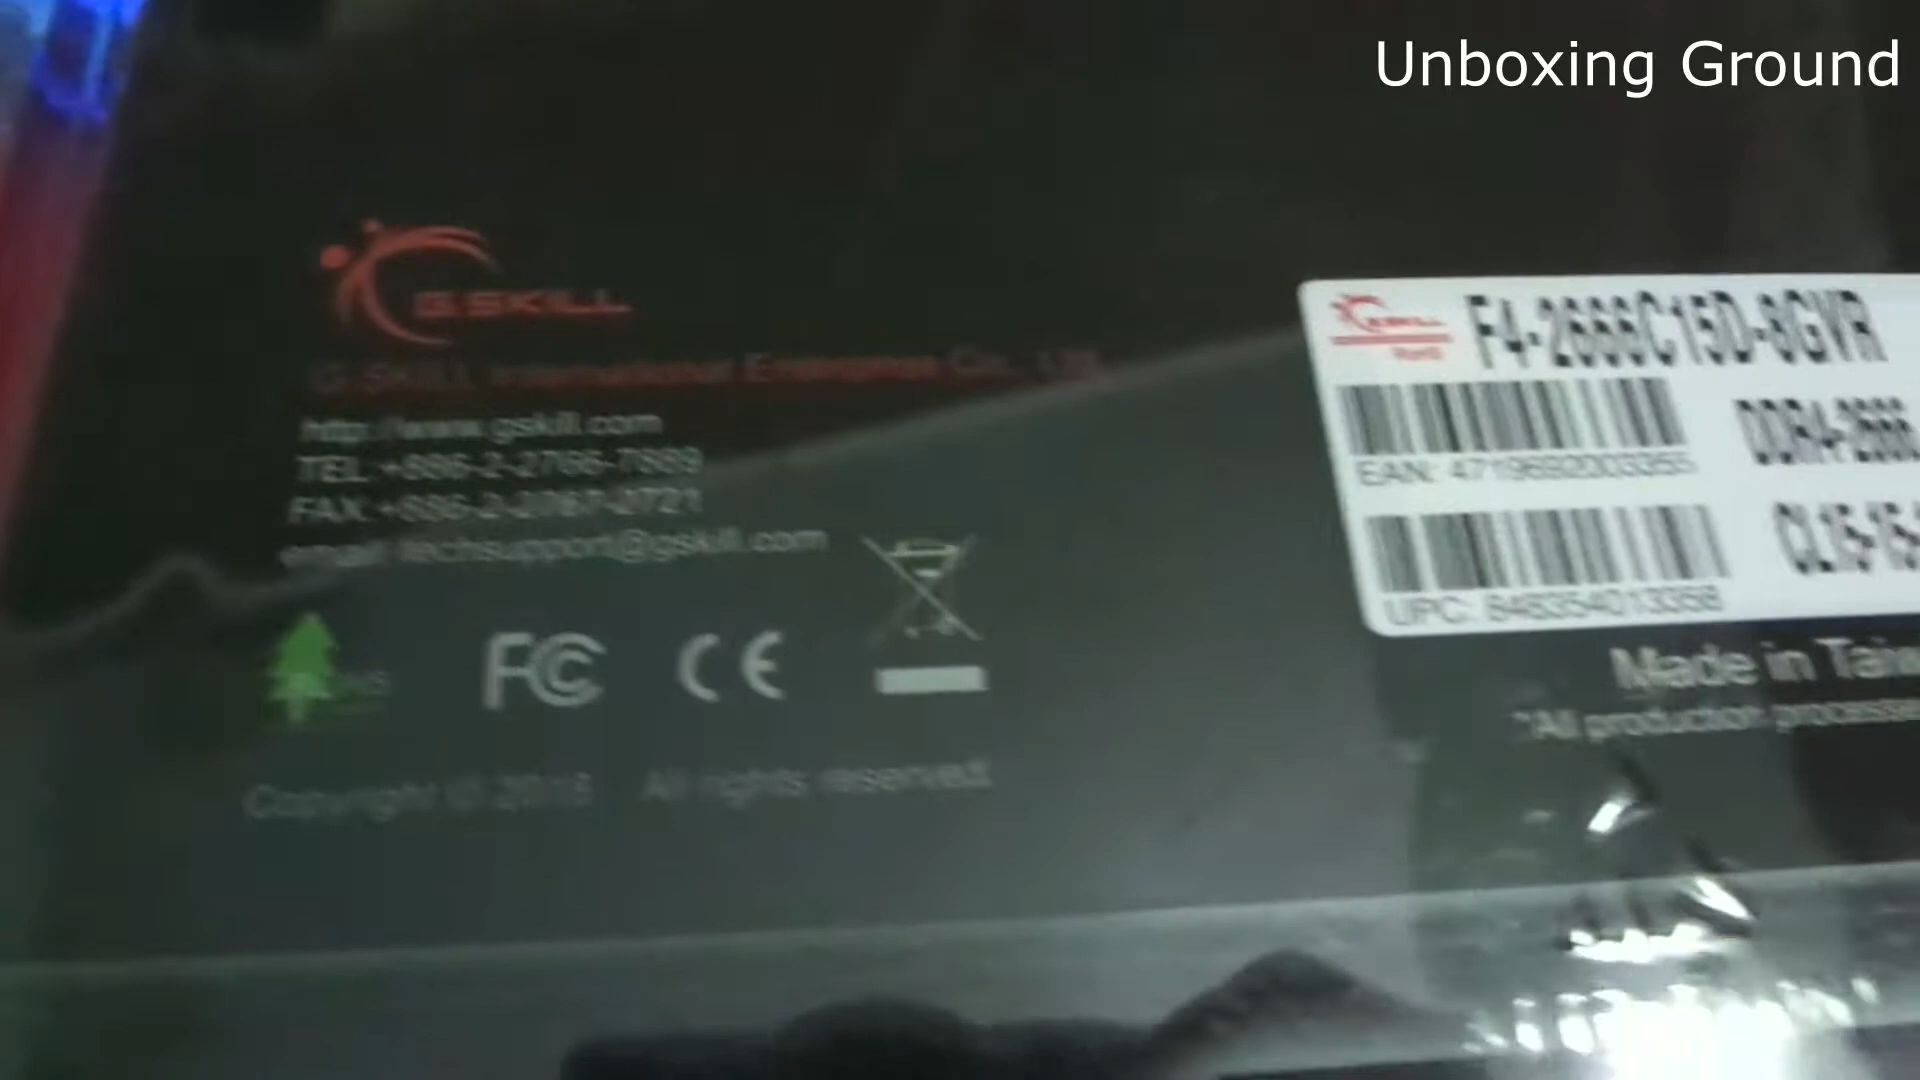 Unboxing Ground
G.SKILL
G.SKILL International Enterprise Co., Ltd.
http://www.gskill.com
TEL +886-2-2766-7889
FAX +886-2-2767-2721
email: techsupport@gskill.com
FC CE
Copyright © 2016 All rights reserved.
G.SKILL F4-2666C15D-8GVR
RoHS
DDR4-2666
EAN: 4719692003355
CL15-15-
UPC: 848354013358
Made in Taiw
*All production processe